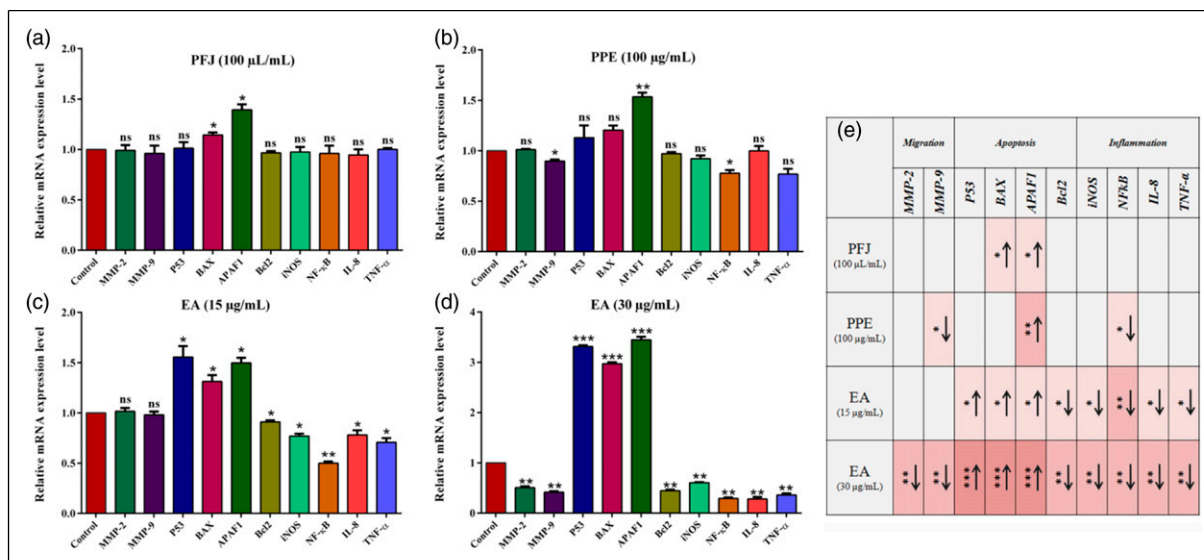 (a)
PFJ (100 µL/mL)
Relative mRNA expression level
2.0
1.5
1.0
0.5
0.0
ns ns ns * * ns ns ns ns ns
Control MMP-2 MMP-9 P53 BAX APAF1 Bcl2 iNOS NF-κB IL-8 TNF-α
(b)
PPE (100 µg/mL)
Relative mRNA expression level
2.0
1.5
1.0
0.5
0.0
ns * ns ns ** ns ns * ns ns
Control MMP-2 MMP-9 P53 BAX APAF1 Bcl2 iNOS NF-κB IL-8 TNF-α
(c)
EA (15 µg/mL)
Relative mRNA expression level
2.0
1.5
1.0
0.5
0.0
ns ns * * * * * ** * *
Control MMP-2 MMP-9 P53 BAX APAF1 Bcl2 iNOS NF-κB IL-8 TNF-α
(d)
EA (30 µg/mL)
Relative mRNA expression level
4
3
2
1
0
** ** *** *** *** ** ** ** ** **
Control MMP-2 MMP-9 P53 BAX APAF1 Bcl2 iNOS NF-κB IL-8 TNF-α
(e)
Migration Apoptosis Inflammation
MMP-2 MMP-9 P53 BAX APAF1 Bcl2 iNOS NFkB IL-8 TNF-α
PFJ
(100 µL/mL)
*↑ *↑
PPE
(100 µg/mL)
*↓ **↑ *↓
EA
(15 µg/mL)
*↑ *↑ *↑ *↓ *↓ **↓ *↓ *↓
EA
(30 µg/mL)
**↓ **↓ ***↑ ***↑ ***↑ **↓ **↓ **↓ **↓ **↓